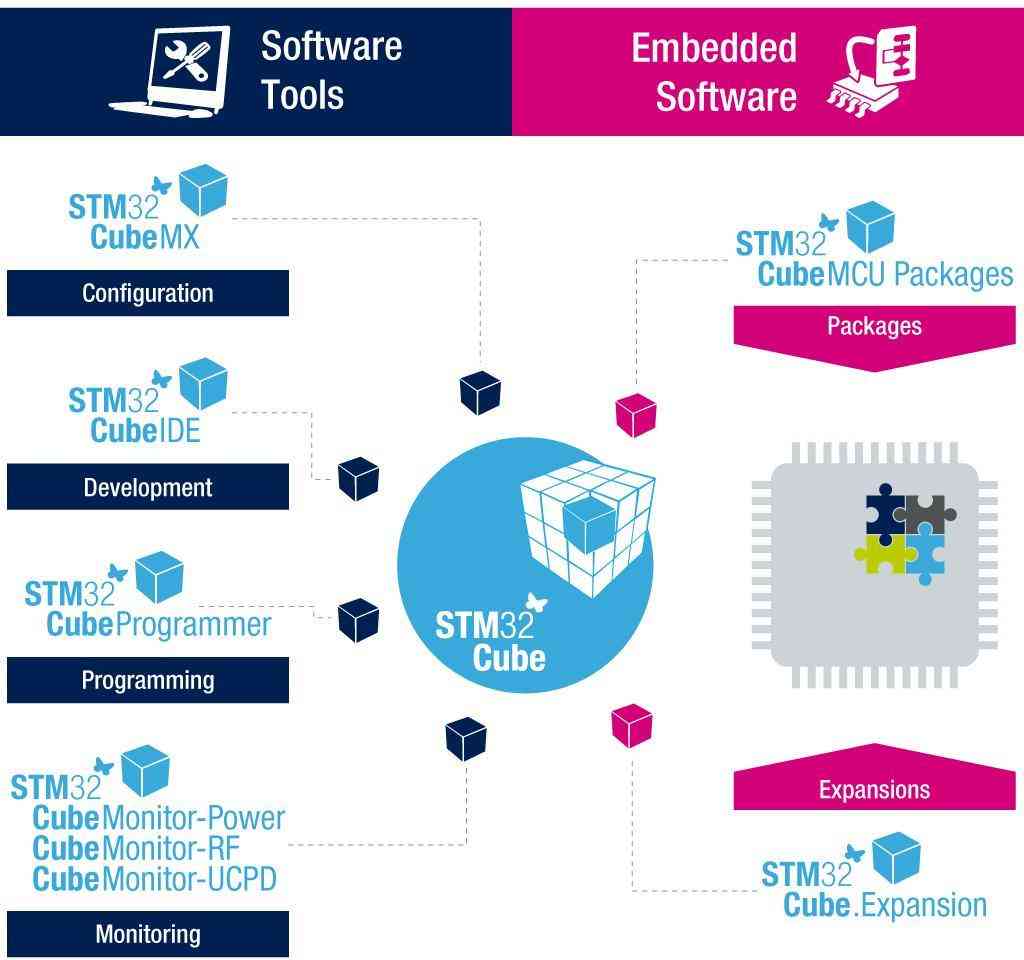 Software
Tools
Embedded
Software
STM32
CubeMX
Configuration
STM32
CubeIDE
Development
STM32
CubeProgrammer
Programming
STM32
CubeMonitor-Power
CubeMonitor-RF
CubeMonitor-UCPD
Monitoring
STM32
Cube
STM32
CubeMCU Packages
Packages
Expansions
STM32
Cube.Expansion